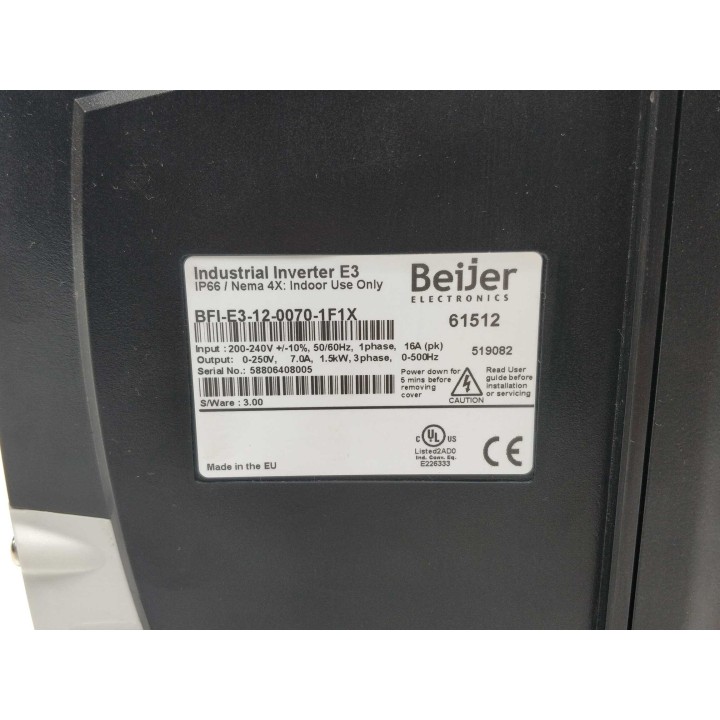 Industrial Inverter E3
IP66 / Nema 4X: Indoor Use Only
Beijer
ELECTRONICS
BFI-E3-12-0070-1F1X
61512
Input : 200-240V +/-10%, 50/60Hz, 1phase, 16A (pk)
Output: 0-250V, 7.0A, 1.5kW, 3phase, 0-500Hz
519082
Serial No.: 58806408005
Power down for
5 mins before
removing
cover
CAUTION
Read User
guide before
installation
or servicing
S/Ware : 3.00
C UL US
Listed2AD0
Ind. Conv. Eq.
E226333
CE
Made in the EU